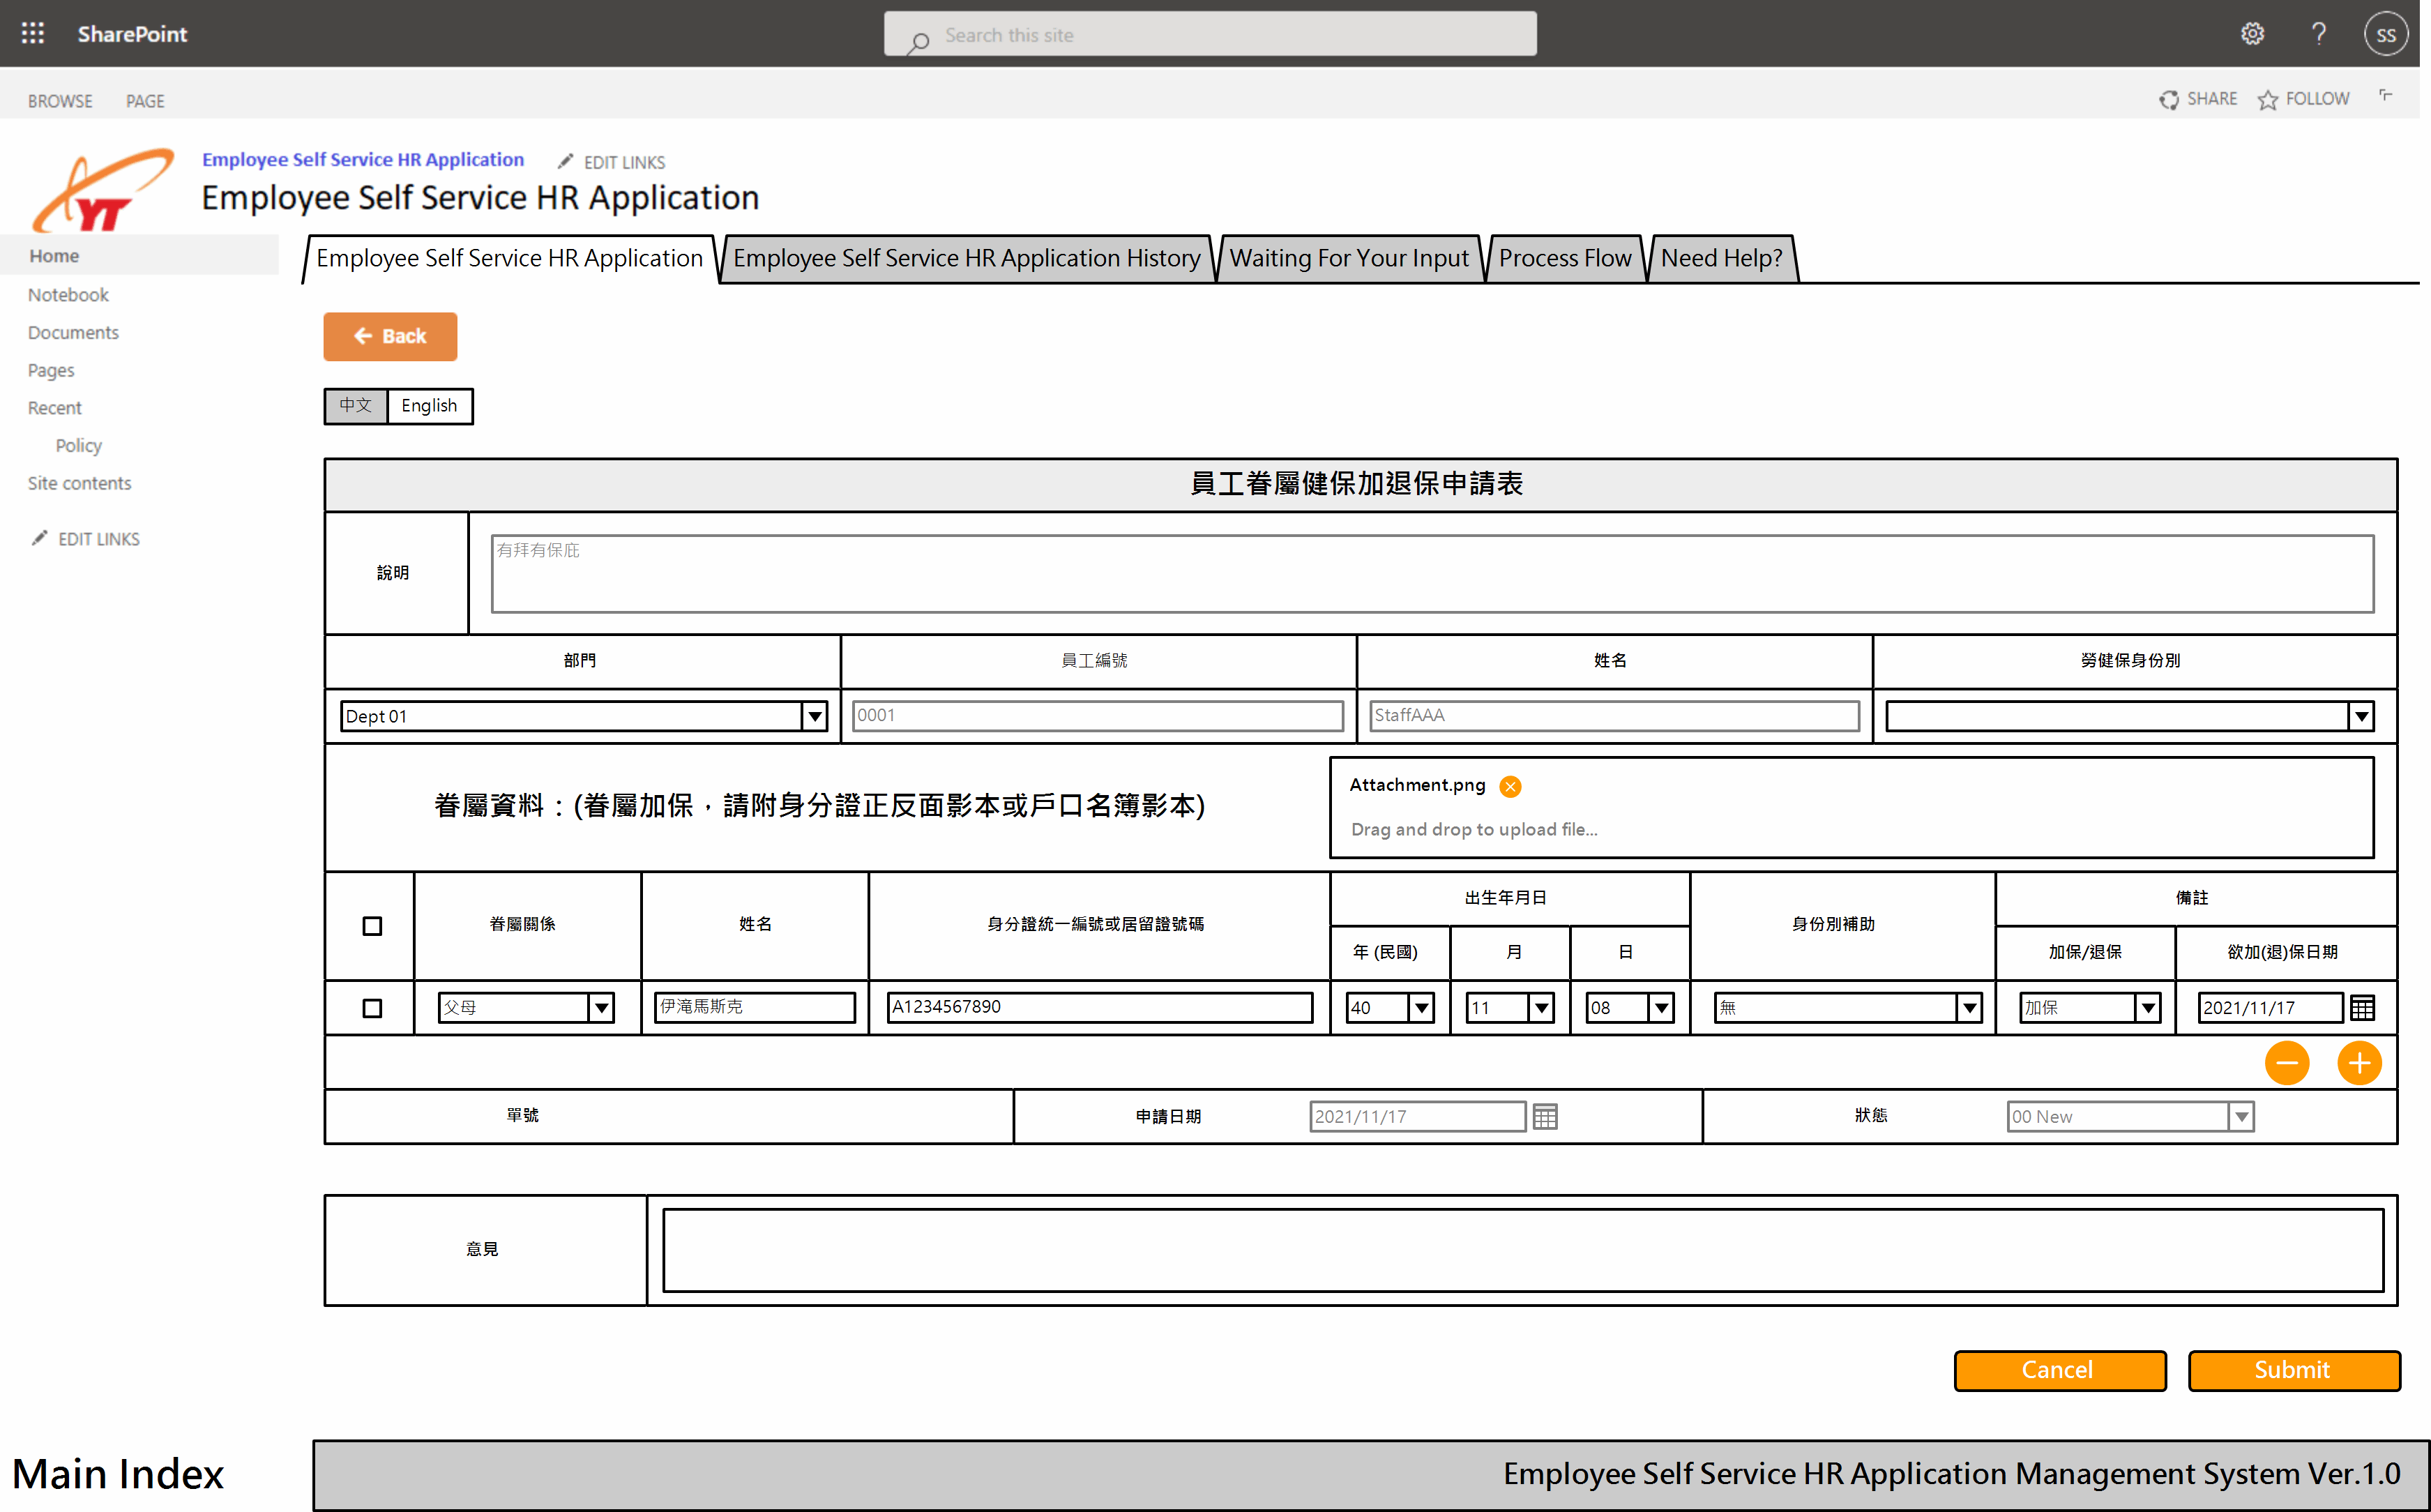 SharePoint
Search this site
?
SS
BROWSE
PAGE
SHARE
FOLLOW
YT
Employee Self Service HR Application
EDIT LINKS
Employee Self Service HR Application
Home
Notebook
Documents
Pages
Recent
Policy
Site contents
EDIT LINKS
Employee Self Service HR Application
Employee Self Service HR Application History
Waiting For Your Input
Process Flow
Need Help?
Back
中文
English
員工眷屬健保加退保申請表
說明
有拜有保庇
部門
員工編號
姓名
勞健保身份別
Dept 01
0001
StaffAAA
眷屬資料：(眷屬加保，請附身分證正反面影本或戶口名簿影本)
Attachment.png
Drag and drop to upload file...
眷屬關係
姓名
身分證統一編號或居留證號碼
出生年月日
年 (民國)
月
日
身份別補助
備註
加保/退保
欲加(退)保日期
父母
伊滝馬斯克
A1234567890
40
11
08
無
加保
2021/11/17
單號
申請日期
2021/11/17
狀態
00 New
意見
Cancel
Submit
Main Index
Employee Self Service HR Application Management System Ver.1.0